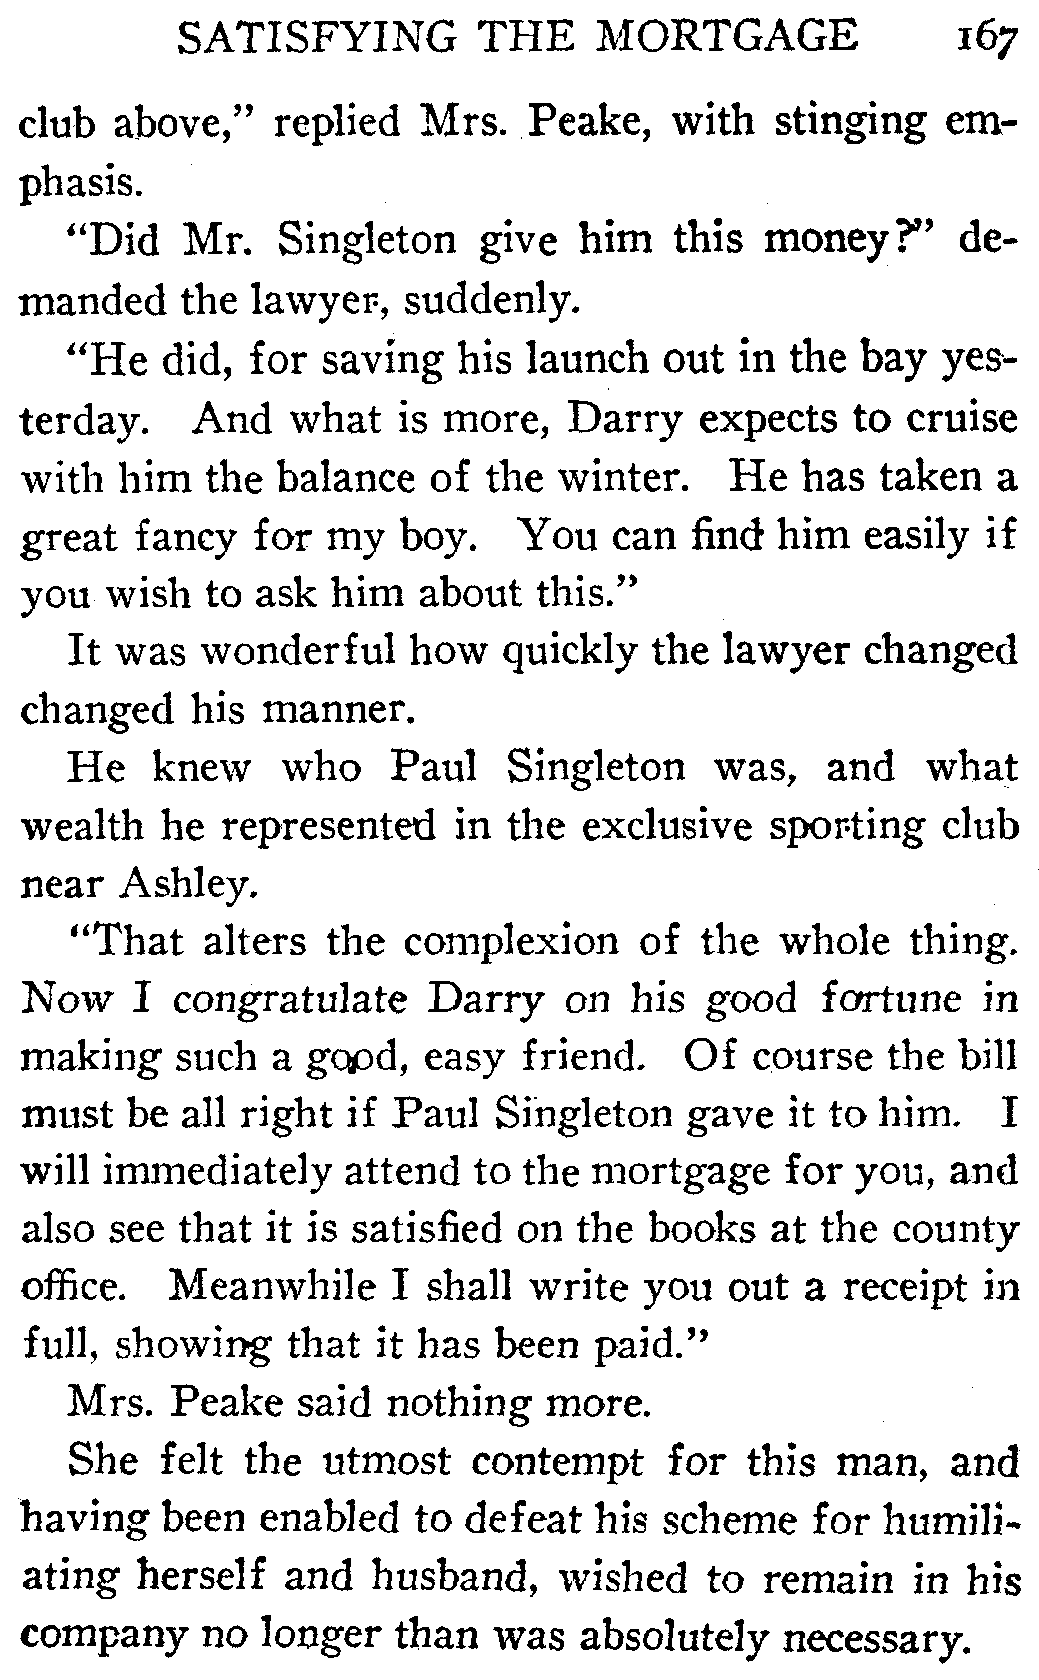 SATISFYING THE MORTGAGE 167
club above,” replied Mrs. Peake, with stinging em-
phasis.
“Did Mr. Singleton give him this money?” de-
manded the lawyer, suddenly.
“He did, for saving his launch out in the bay yes-
terday. And what is more, Darry expects to cruise
with him the balance of the winter. He has taken a
great fancy for my boy. You can find him easily if
you wish to ask him about this.”
It was wonderful how quickly the lawyer changed
changed his manner.
He knew who Paul Singleton was, and what
wealth he represented in the exclusive sporting club
near Ashley.
“That alters the complexion of the whole thing.
Now I congratulate Darry on his good fortune in
making such a good, easy friend. Of course the bill
must be all right if Paul Singleton gave it to him. I
will immediately attend to the mortgage for you, and
also see that it is satisfied on the books at the county
office. Meanwhile I shall write you out a receipt in
full, showing that it has been paid.”
Mrs. Peake said nothing more.
She felt the utmost contempt for this man, and
having been enabled to defeat his scheme for humili-
ating herself and husband, wished to remain in his
company no longer than was absolutely necessary.